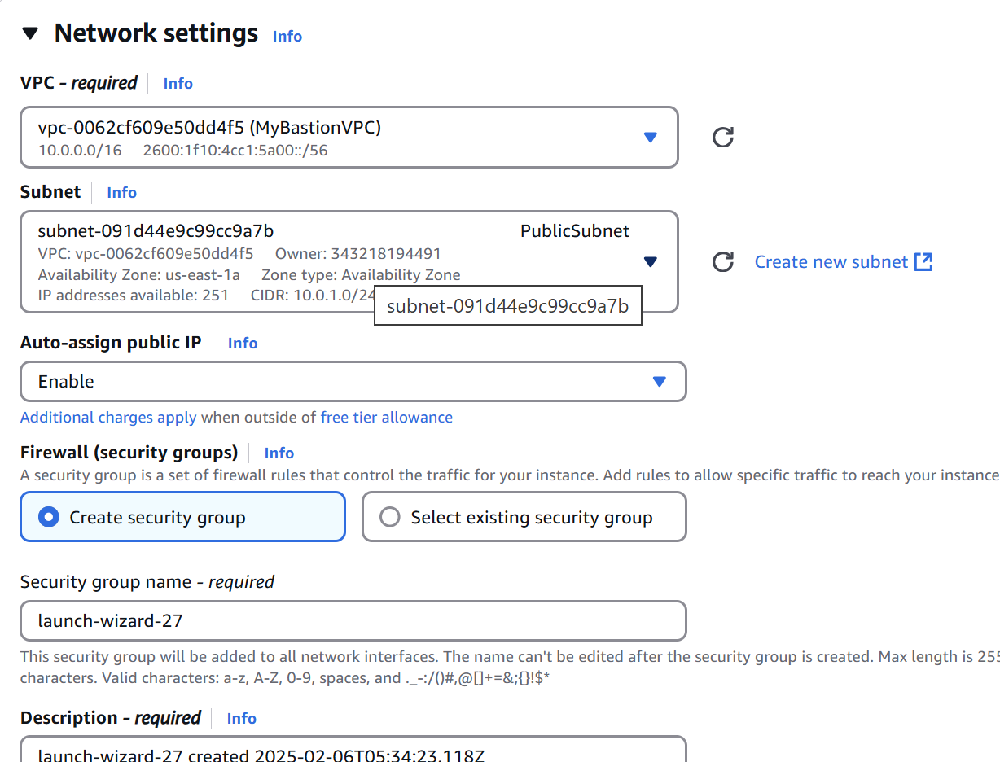 Network settings Info
VPC - required Info
vpc-0062cf609e50dd4f5 (MyBastionVPC)
10.0.0.0/16 2600:1f10:4cc1:5a00::/56
Subnet Info
subnet-091d44e9c99cc9a7b PublicSubnet
VPC: vpc-0062cf609e50dd4f5 Owner: 343218194491
Availability Zone: us-east-1a Zone type: Availability Zone
IP addresses available: 251 CIDR: 10.0.1.0/24
subnet-091d44e9c99cc9a7b
Create new subnet
Auto-assign public IP Info
Enable
Additional charges apply when outside of free tier allowance
Firewall (security groups) Info
A security group is a set of firewall rules that control the traffic for your instance. Add rules to allow specific traffic to reach your instance
Create security group Select existing security group
Security group name - required
launch-wizard-27
This security group will be added to all network interfaces. The name can't be edited after the security group is created. Max length is 255
characters. Valid characters: a-z, A-Z, 0-9, spaces, and ._-:/()#,@[]+=&;{}!$*
Description - required Info
launch-wizard-27 created 2025-02-06T05:34:23.118Z